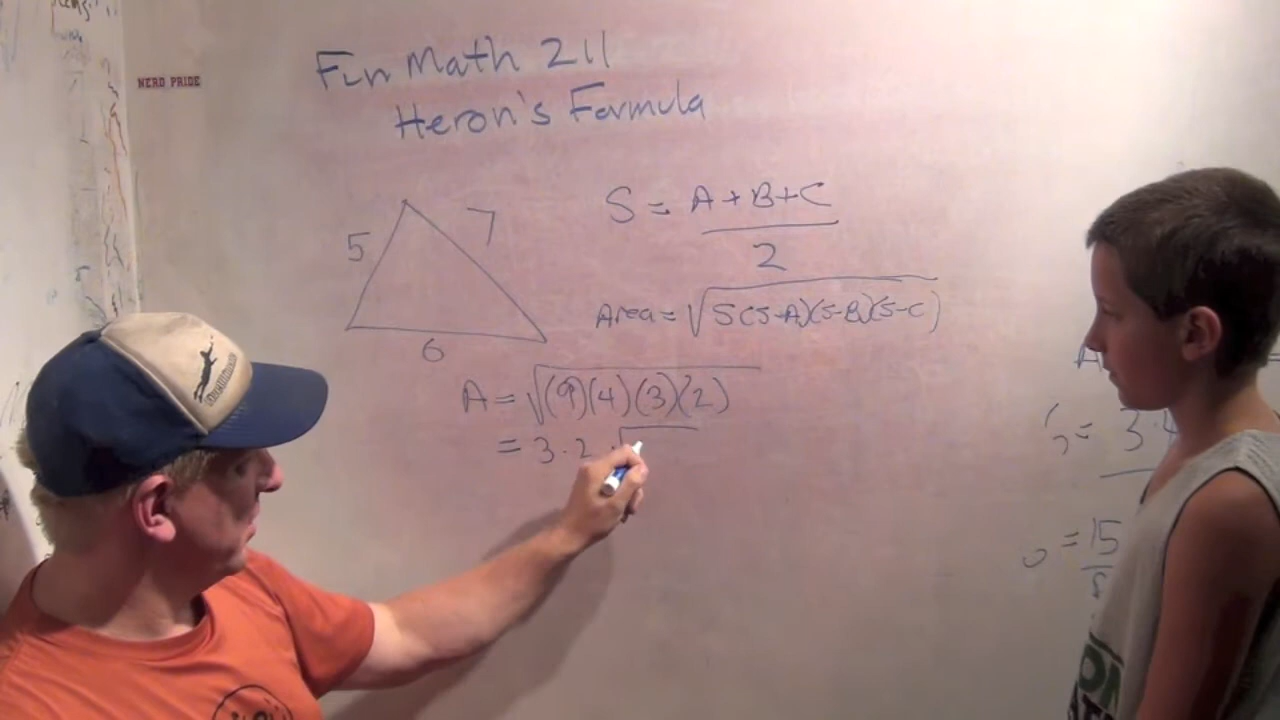 NERD PRIDE
Fun Math 211
Heron's Formula
5
7
6
S = A+B+C
2
Area = √S(S-A)(S-B)(S-C)
A = √(9)(4)(3)(2)
= 3·2 √
A
= 3·4
= 15
8